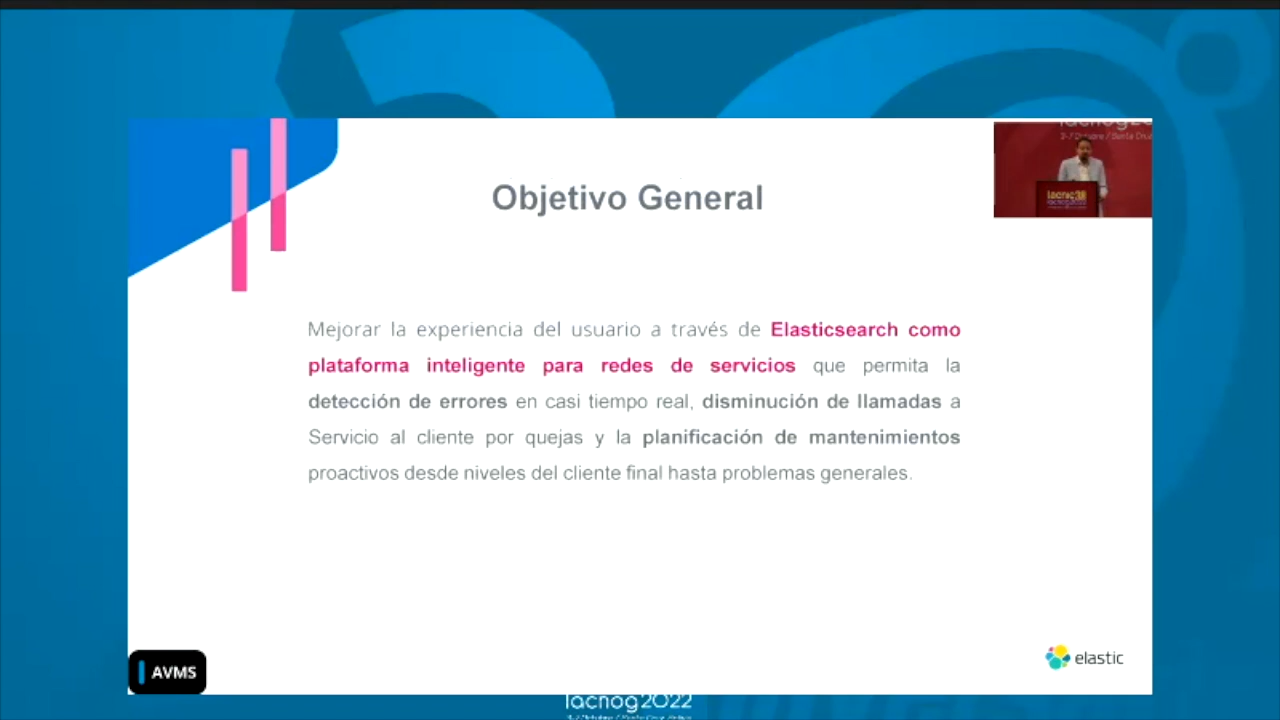 Objetivo General
lacnog2022
Mejorar la experiencia del usuario a través de Elasticsearch como
plataforma inteligente para redes de servicios que permita la
detección de errores en casi tiempo real, disminución de llamadas a
Servicio al cliente por quejas y la planificación de mantenimientos
proactivos desde niveles del cliente final hasta problemas generales.
elastic
AVMS
lacnog2022